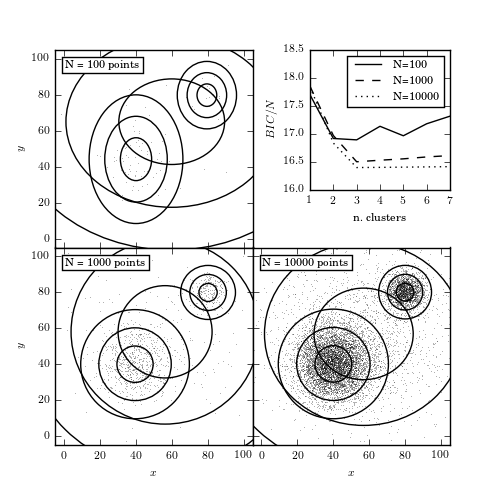 N = 100 points
100
80
60
40
20
0
y
18.5
18.0
17.5
17.0
16.5
16.0
BIC/N
N=100
N=1000
N=10000
1 2 3 4 5 6 7
n. clusters
N = 1000 points
100
80
60
40
20
0
y
0 20 40 60 80 100
x
N = 10000 points
0 20 40 60 80 100
x